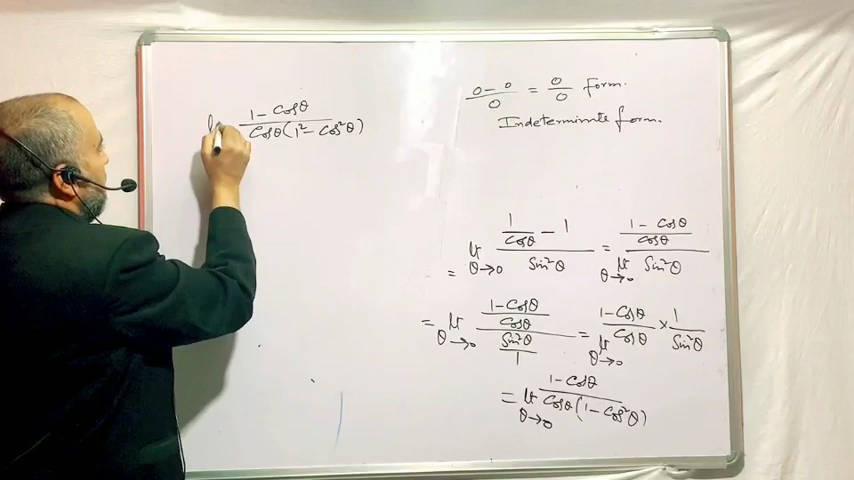 l 1 - Cosθ / Cosθ(1² - Cos²θ)
0 - 0 / 0 = 0/0 form.
Indeterminate form.
= lt θ→0 (1/Cosθ - 1) / Sin²θ = lt θ→0 ((1 - Cosθ)/Cosθ) / Sin²θ
= lt θ→0 ((1 - Cosθ)/Cosθ) / (Sin²θ/1) = lt θ→0 (1 - Cosθ)/Cosθ × 1/Sin²θ
= lt θ→0 (1 - Cosθ) / Cosθ(1 - Cos²θ)